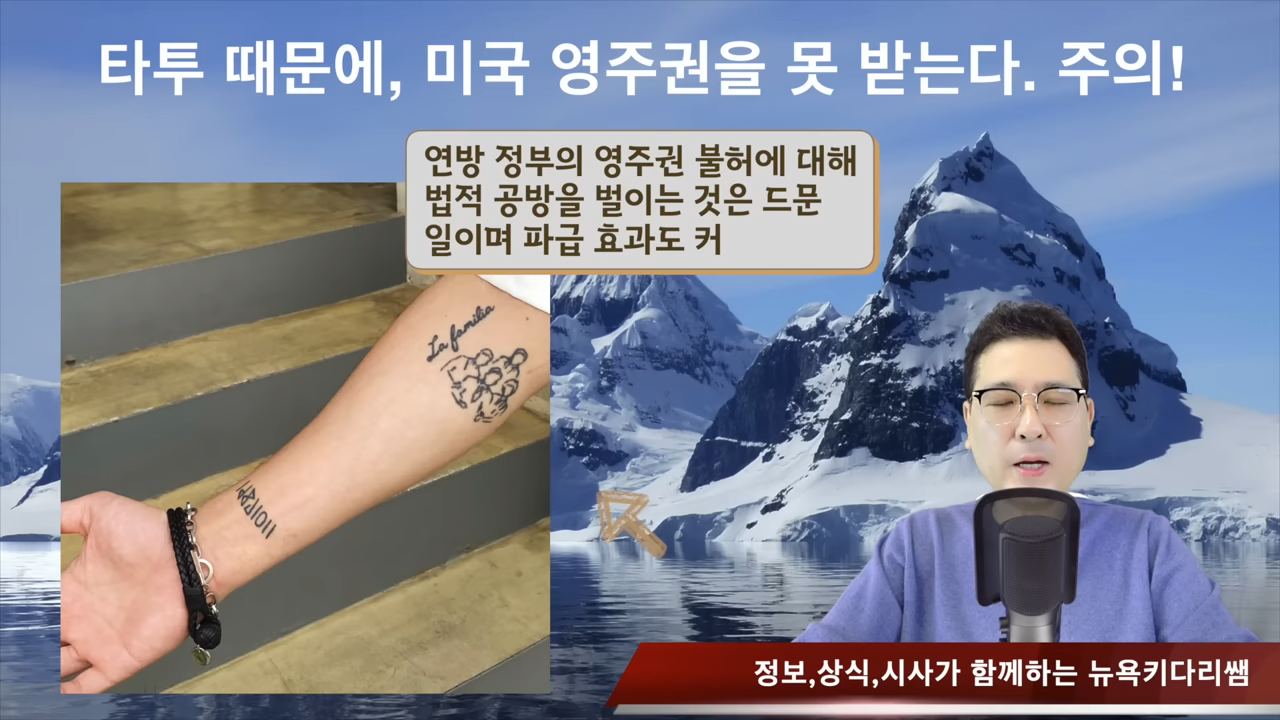 타투 때문에, 미국 영주권을 못 받는다. 주의!
연방 정부의 영주권 불허에 대해
법적 공방을 벌이는 것은 드문
일이며 파급 효과도 커
La familia
정보,상식,시사가 함께하는 뉴욕키다리쌤